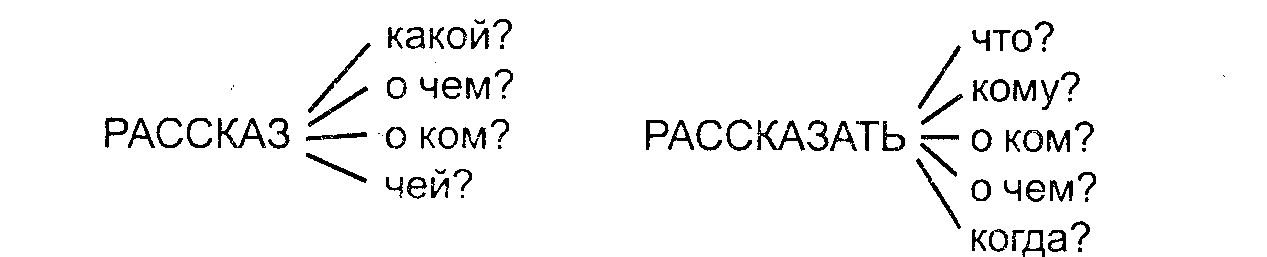 РАССКАЗ
какой?
о чем?
о ком?
чей?
РАССКАЗАТЬ
что?
кому?
о ком?
о чем?
когда?